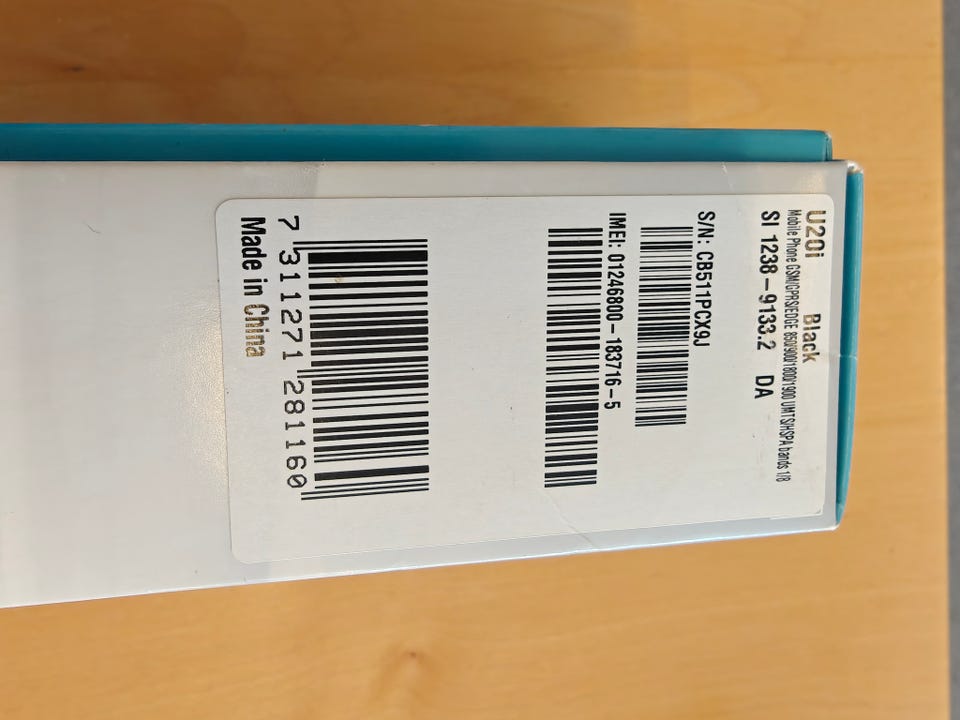 U20i Black
Mobile Phone GSM/GPRS/EDGE 850/900/1800/1900 UMTS/HSPA bands 1/8
SI 1238-9133.2 DA
S/N: CB511PCX9J
IMEI: 01246800-183716-5
7 311271 281160
Made in China